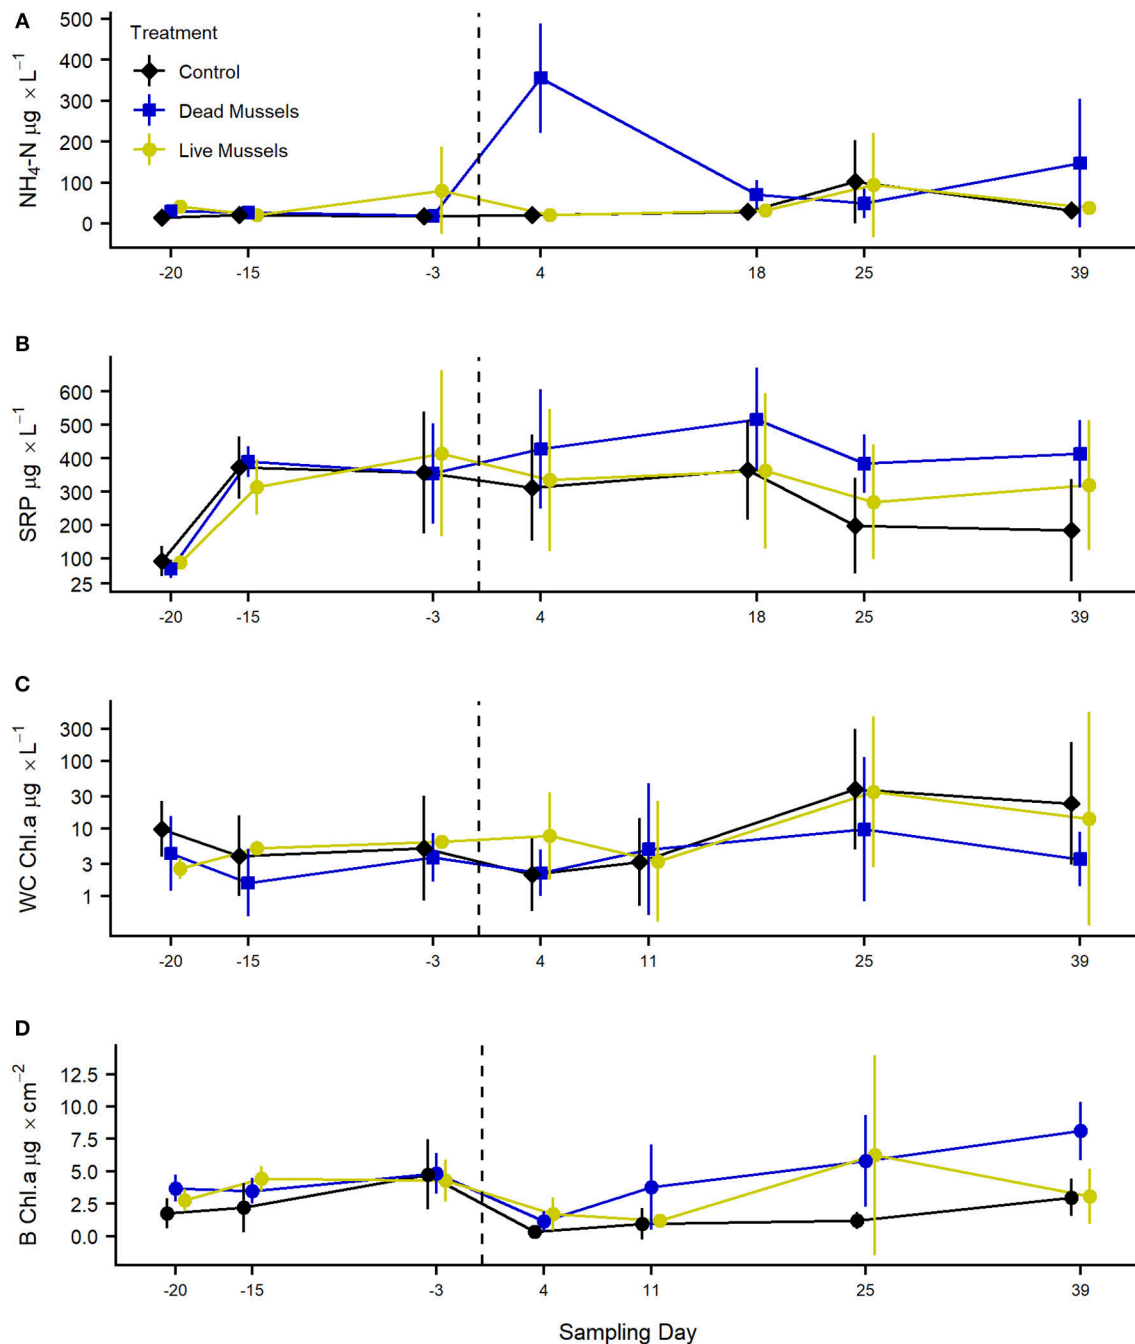 A
NH₄-N µg × L⁻¹
500
400
300
200
100
0
Treatment
Control
Dead Mussels
Live Mussels
-20 -15 -3 4 18 25 39
B
SRP µg × L⁻¹
600
500
400
300
200
100
25
-20 -15 -3 4 18 25 39
C
WC Chl.a µg × L⁻¹
300
100
30
10
3
1
-20 -15 -3 4 11 25 39
D
B Chl.a µg × cm⁻²
12.5
10.0
7.5
5.0
2.5
0.0
-20 -15 -3 4 11 25 39
Sampling Day